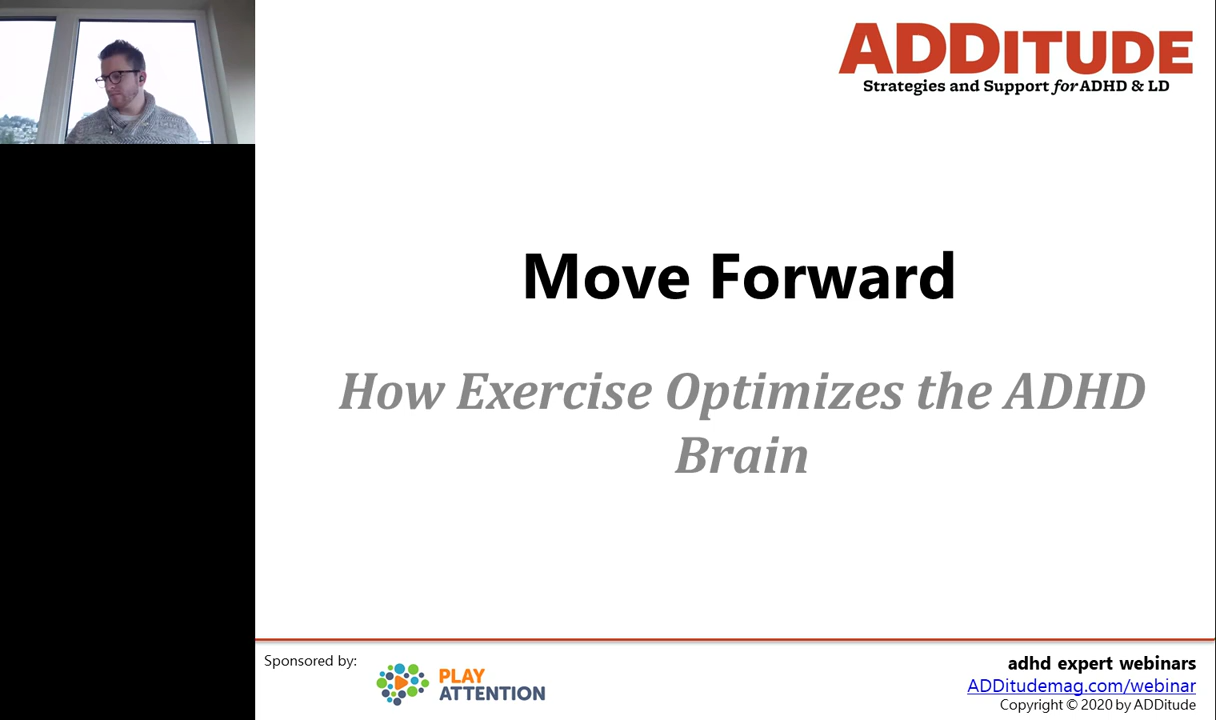 ADDITUDE
Strategies and Support for ADHD & LD
Move Forward
How Exercise Optimizes the ADHD
Brain
Sponsored by:
PLAY
ATTENTION
adhd expert webinars
ADDitudemag.com/webinar
Copyright © 2020 by ADDitude